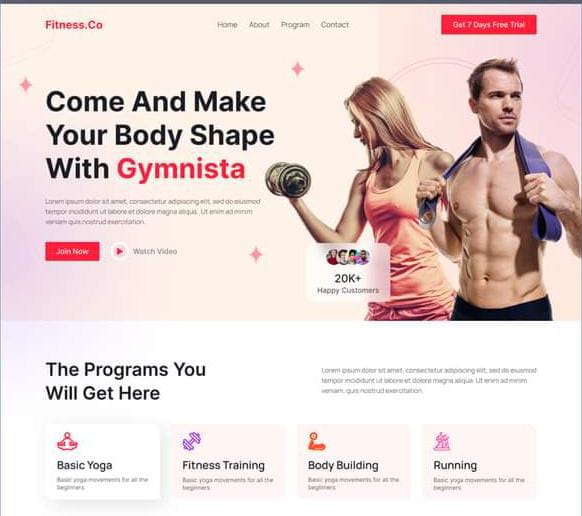 Fitness.Co
Home About Program Contact
Get 7 Days Free Trial
Come And Make
Your Body Shape
With Gymnista
Lorem ipsum dolor sit amet, consectetur adipiscing elit, sed do eiusmod
tempor incididunt ut labore et dolore magna aliqua. Ut enim ad minim
veniam, quis nostrud exercitation.
Join Now
Watch Video
20K+
Happy Customers
The Programs You
Will Get Here
Lorem ipsum dolor sit amet, consectetur adipiscing elit, sed do eiusmod
tempor incididunt ut labore et dolore magna aliqua. Ut enim ad minim
veniam, quis nostrud exercitation.
Basic Yoga
Basic yoga movements for all the
beginners
Fitness Training
Basic yoga movements for all the
beginners
Body Building
Basic yoga movements for all the
beginners
Running
Basic yoga movements for all the
beginners